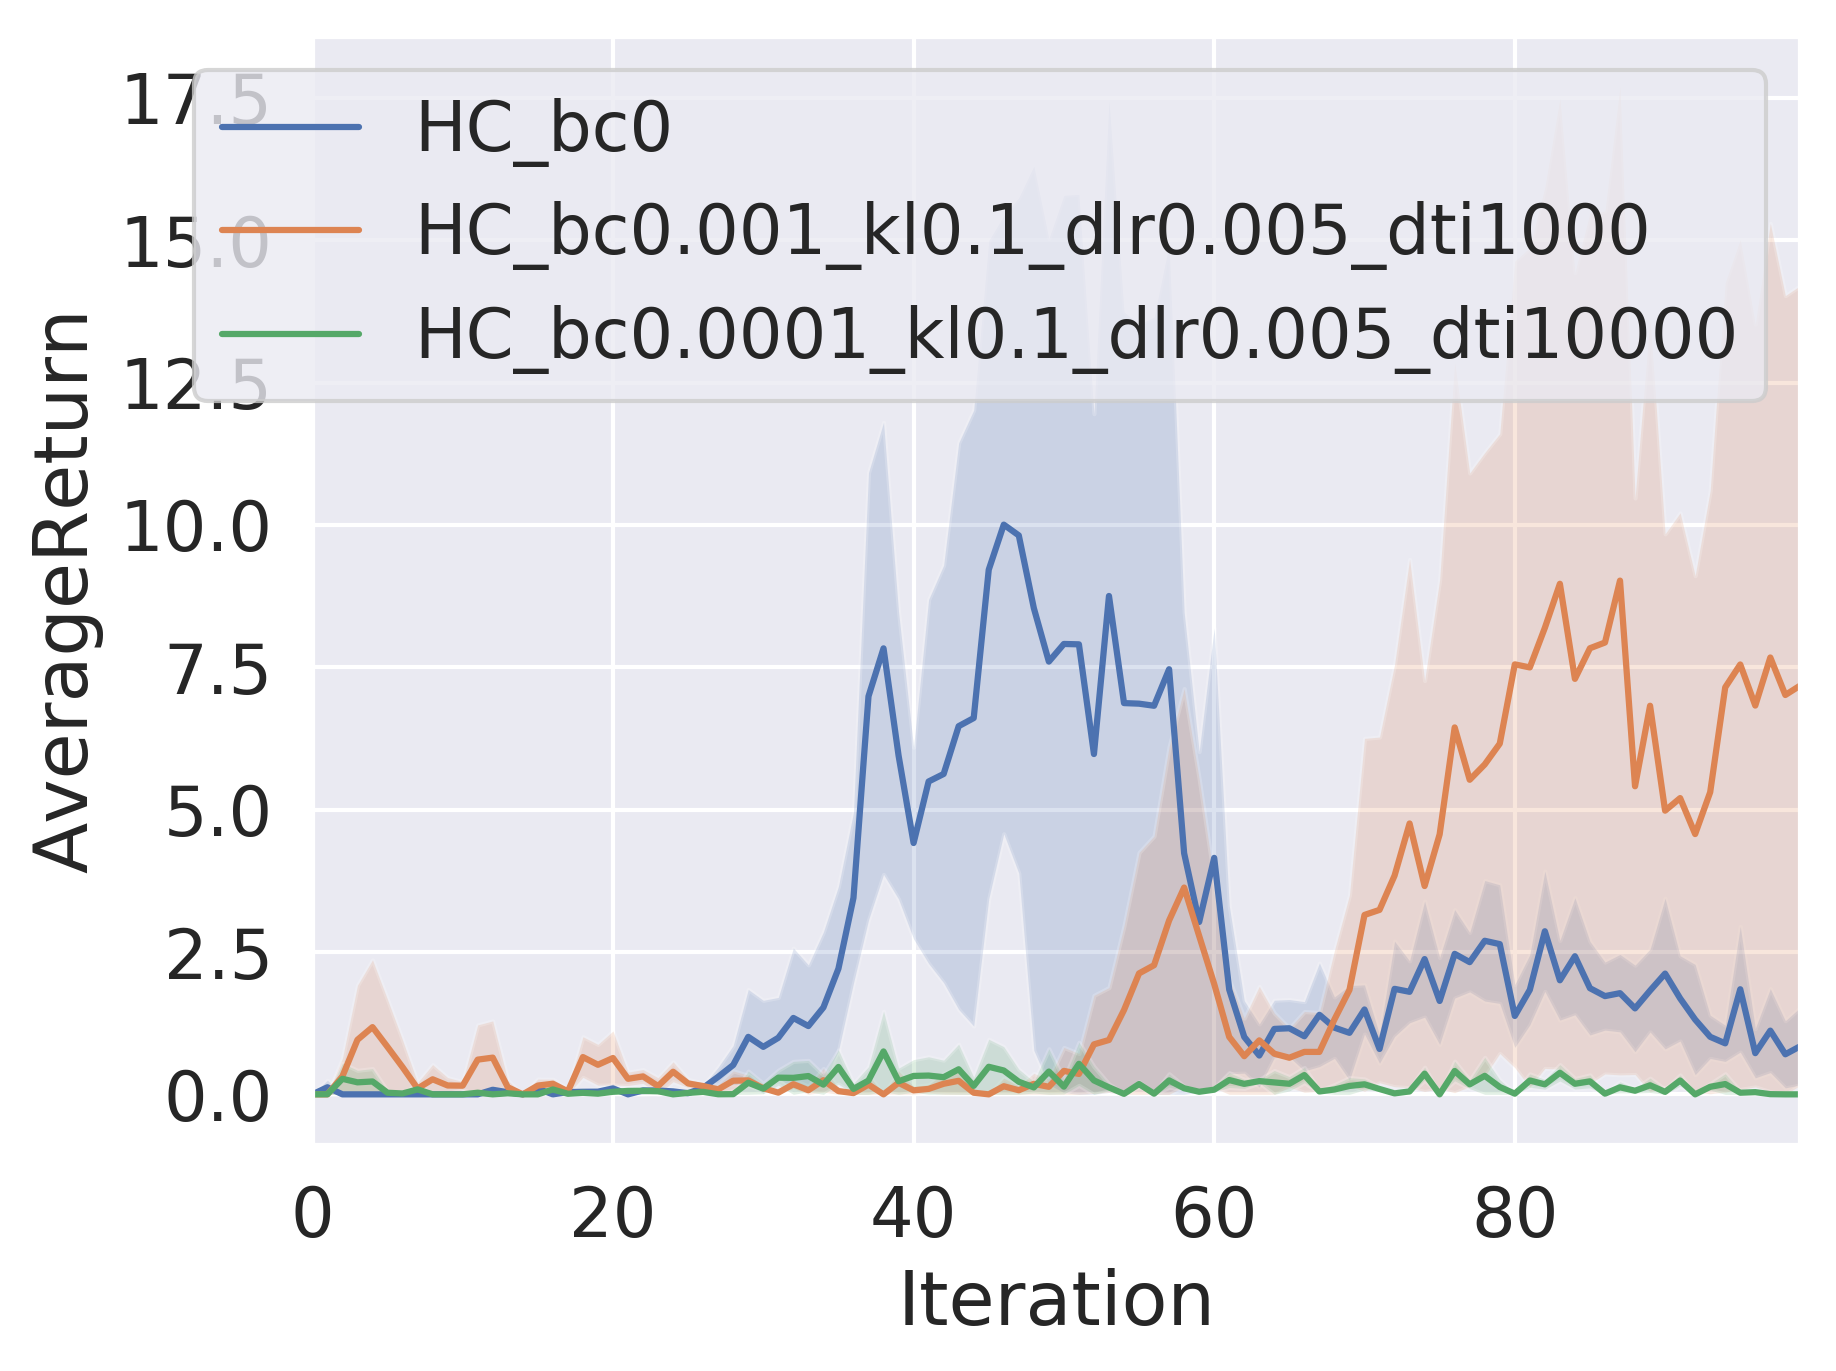 AverageReturn
17.5
15.0
12.5
10.0
7.5
5.0
2.5
0.0
HC_bc0
HC_bc0.001_kl0.1_dlr0.005_dti1000
HC_bc0.0001_kl0.1_dlr0.005_dti10000
0 20 40 60 80
Iteration